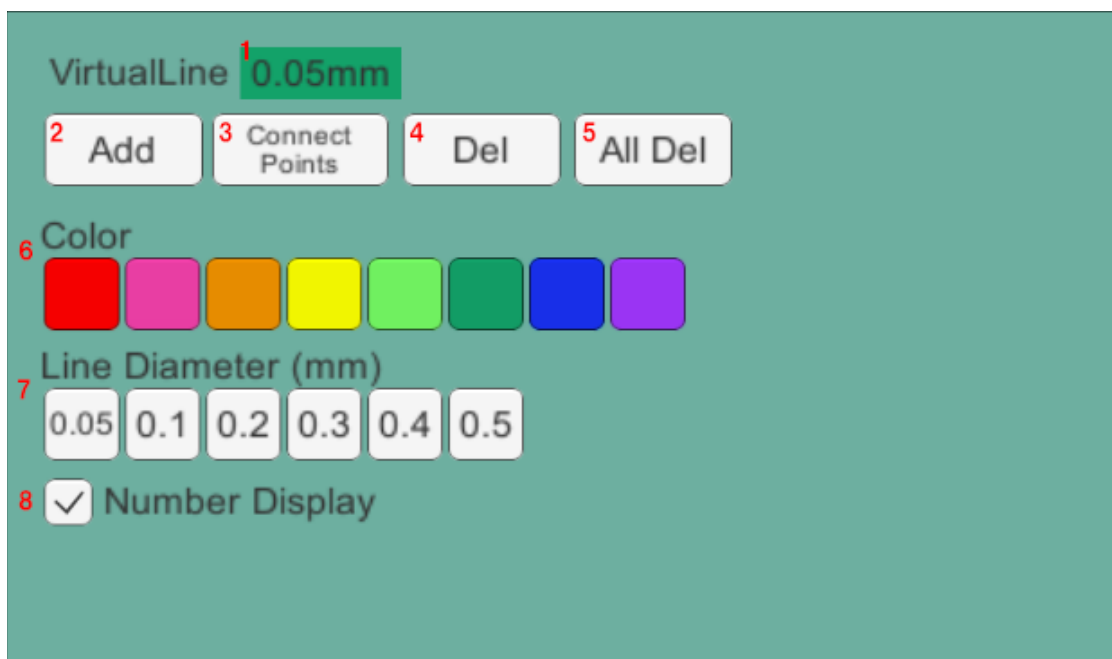 1
VirtualLine 0.05mm
2 Add 3 Connect Points 4 Del 5 All Del
6 Color
7 Line Diameter (mm)
0.05 0.1 0.2 0.3 0.4 0.5
8 Number Display